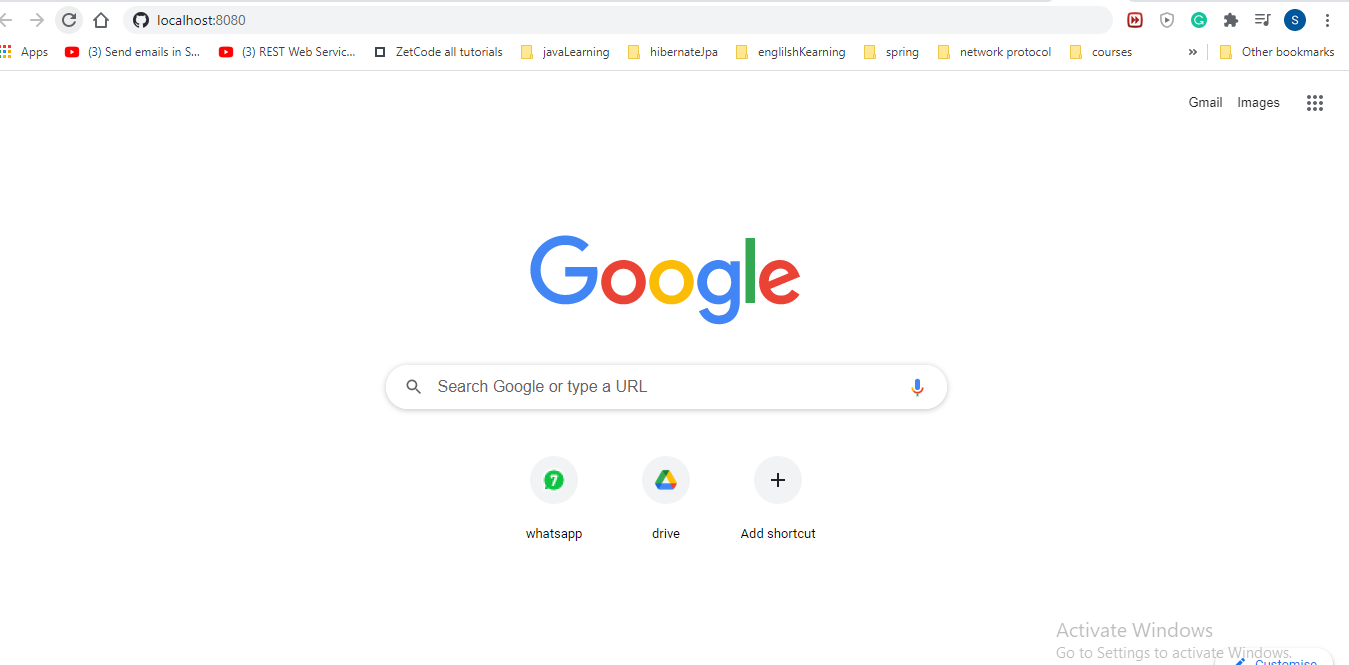 localhost:8080
S
Apps (3) Send emails in S... (3) REST Web Servic... ZetCode all tutorials javaLearning hibernateJpa englilshKearning spring network protocol courses » Other bookmarks
Gmail Images
Google
Search Google or type a URL
7
whatsapp drive Add shortcut
Activate Windows
Go to Settings to activate Windows.
Customise